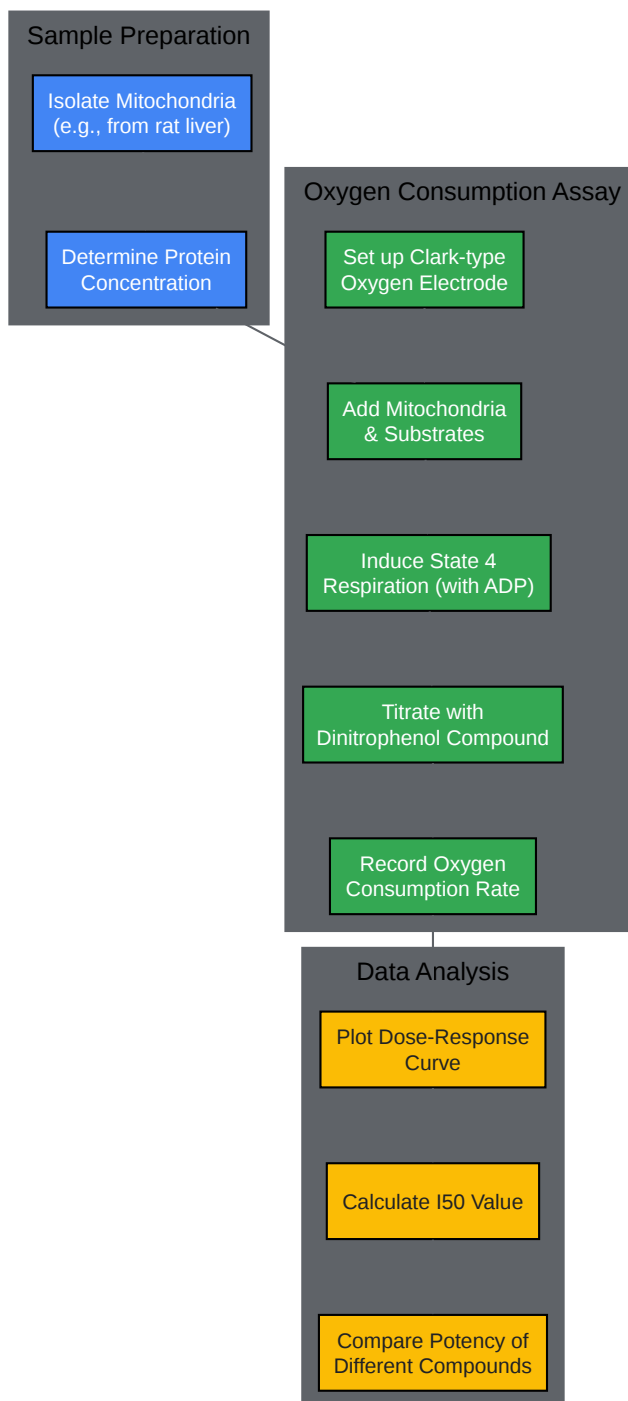 Sample Preparation
Isolate Mitochondria
(e.g., from rat liver)
Determine Protein
Concentration
Oxygen Consumption Assay
Set up Clark-type
Oxygen Electrode
Add Mitochondria
& Substrates
Induce State 4
Respiration (with ADP)
Titrate with
Dinitrophenol Compound
Record Oxygen
Consumption Rate
Data Analysis
Plot Dose-Response
Curve
Calculate I50 Value
Compare Potency of
Different Compounds